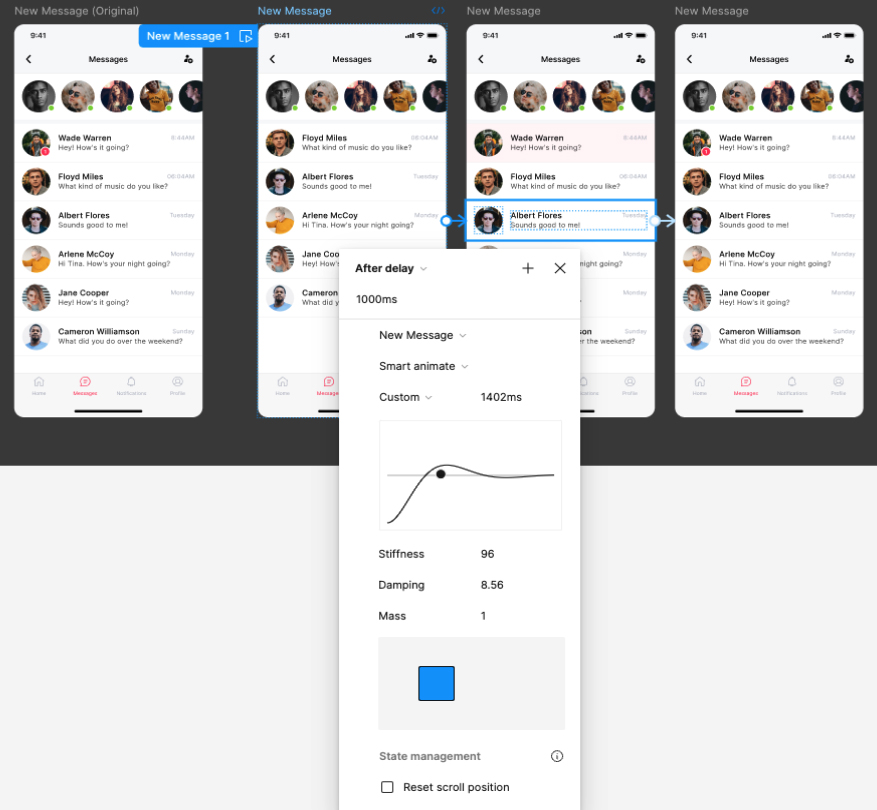 New Message (Original)
New Message
</>
New Message
New Message
New Message 1
9:41
Messages
Wade Warren
8:44AM
Hey! How's it going?
1
Floyd Miles
08:04AM
What kind of music do you like?
Albert Flores
Tuesday
Sounds good to me!
Arlene McCoy
Monday
Hi Tina. How's your night going?
Jane Cooper
Monday
Hey! How's it going?
Cameron Williamson
Sunday
What did you do over the weekend?
Home
Messages
Notifications
Profile
9:41
Messages
Floyd Miles
08:04AM
What kind of music do you like?
Albert Flores
Tuesday
Sounds good to me!
Arlene McCoy
Monday
Hi Tina. How's your night going?
Jane Coo
Hey! How's
Cameron
What did y
Home
Message
9:41
Messages
Wade Warren
8:44AM
Hey! How's it going?
Floyd Miles
08:04AM
What kind of music do you like?
Albert Flores
Tuesday
Sounds good to me!
Monday
ght going?
Monday
on
Sunday
r the weekend?
Profile
9:41
Messages
Wade Warren
8:44AM
Hey! How's it going?
1
Floyd Miles
08:04AM
What kind of music do you like?
Albert Flores
Tuesday
Sounds good to me!
Arlene McCoy
Monday
Hi Tina. How's your night going?
Jane Cooper
Monday
Hey! How's it going?
Cameron Williamson
Sunday
What did you do over the weekend?
Home
Messages
Notifications
Profile
After delay
1000ms
New Message
Smart animate
Custom
1402ms
Stiffness
96
Damping
8.56
Mass
1
State management
Reset scroll position